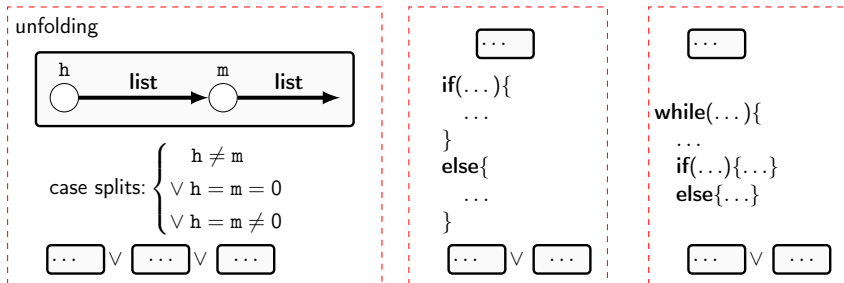 unfolding
h m
list list
case splits: { h ≠ m
∨ h = m = 0
∨ h = m ≠ 0
... ∨ ... ∨ ...
...
if(...){
...
}
else{
...
}
... ∨ ...
...
while(...){
...
if(...){...}
else{...}
... ∨ ...